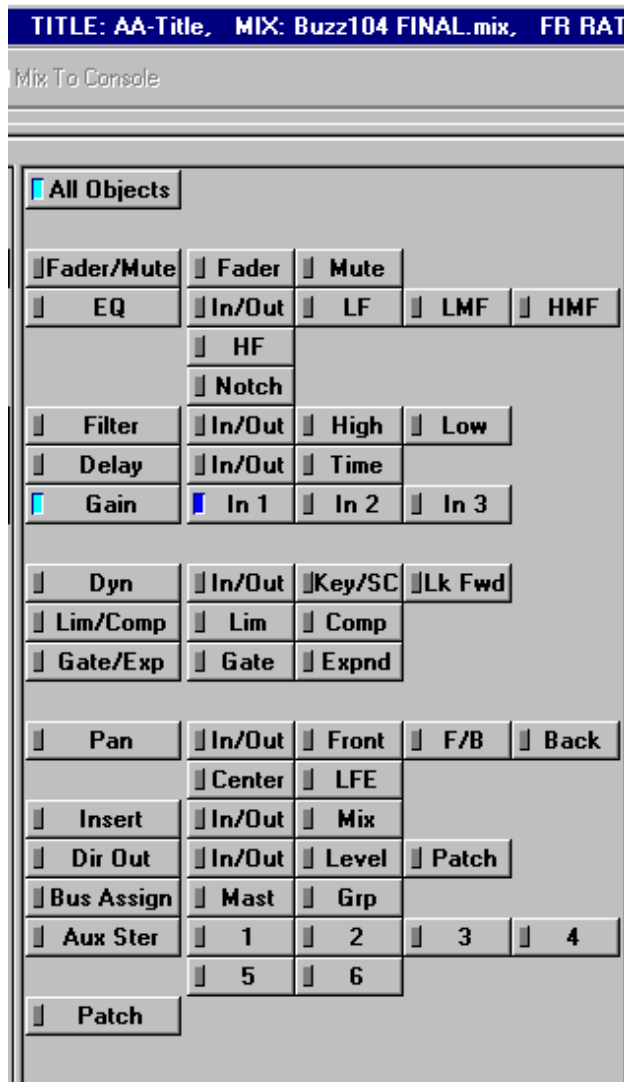 TITLE: AA-Title, MIX: Buzz104 FINAL.mix, FR RAT
Mix To Console
All Objects
Fader/Mute Fader Mute
EQ In/Out LF LMF HMF
HF
Notch
Filter In/Out High Low
Delay In/Out Time
Gain In 1 In 2 In 3
Dyn In/Out Key/SC Lk Fwd
Lim/Comp Lim Comp
Gate/Exp Gate Expnd
Pan In/Out Front F/B Back
Center LFE
Insert In/Out Mix
Dir Out In/Out Level Patch
Bus Assign Mast Grp
Aux Ster 1 2 3 4
5 6
Patch